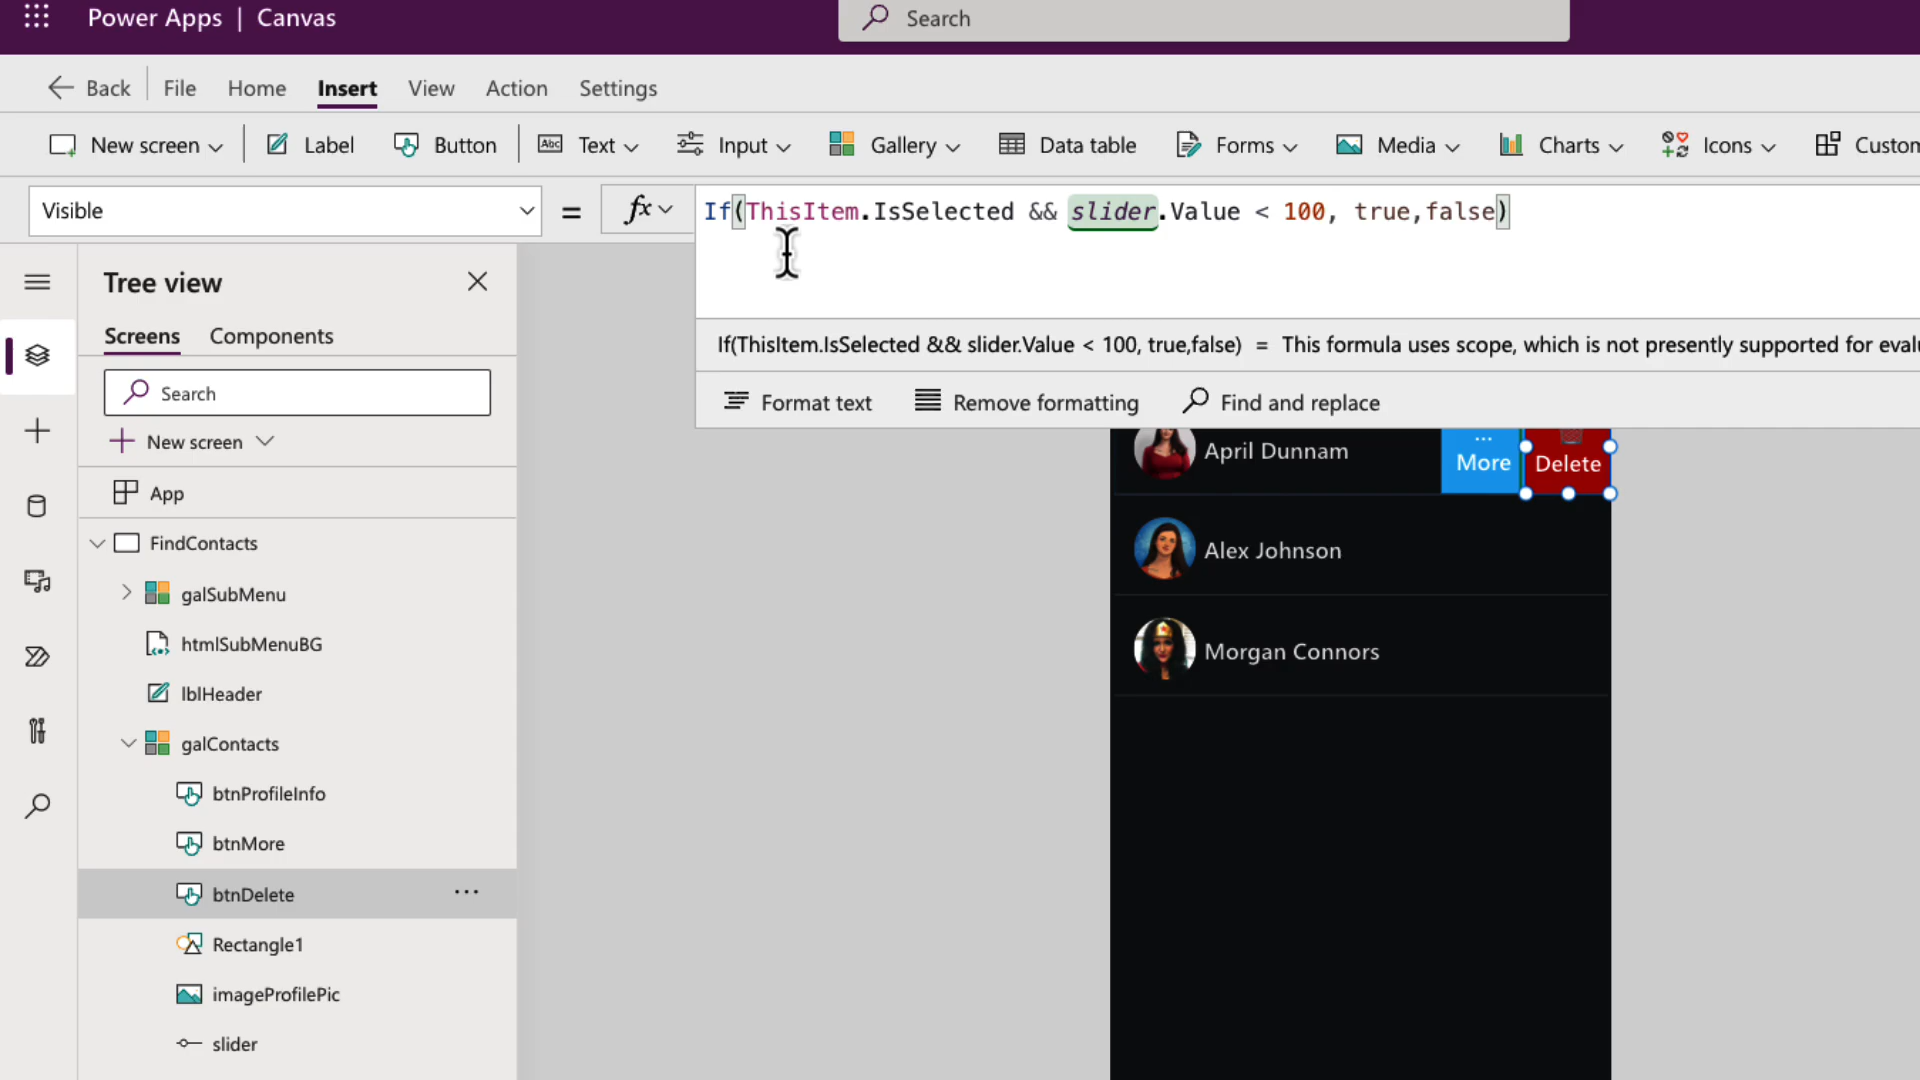 Power Apps | Canvas
Search
Back File Home Insert View Action Settings
New screen Label Button Abc Text Input Gallery Data table Forms Media Charts Icons Custom
Visible = fx If(ThisItem.IsSelected && slider.Value < 100, true,false)
If(ThisItem.IsSelected && slider.Value < 100, true,false) = This formula uses scope, which is not presently supported for evalu
Format text Remove formatting Find and replace
Tree view
Screens Components
Search
New screen
App
FindContacts
galSubMenu
htmlSubMenuBG
lblHeader
galContacts
btnProfileInfo
btnMore
btnDelete ...
Rectangle1
imageProfilePic
slider
April Dunnam ... More Delete
Alex Johnson
Morgan Connors